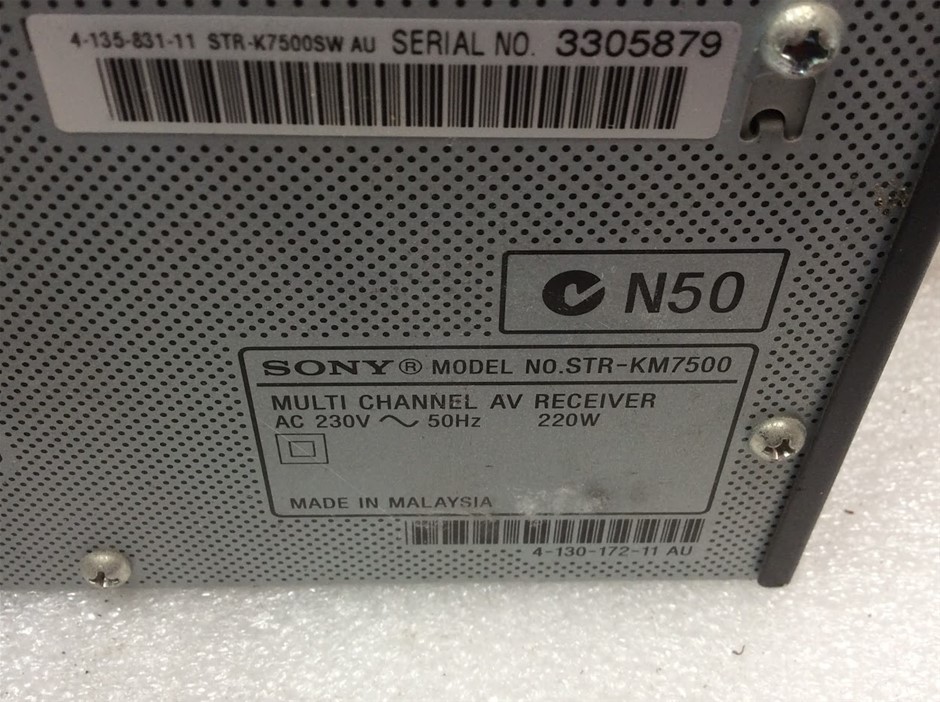 4-135-831-11 STR-K7500SW AU SERIAL NO. 3305879
N50
SONY® MODEL NO.STR-KM7500
MULTI CHANNEL AV RECEIVER
AC 230V ~ 50Hz 220W
MADE IN MALAYSIA
4-130-172-11 AU